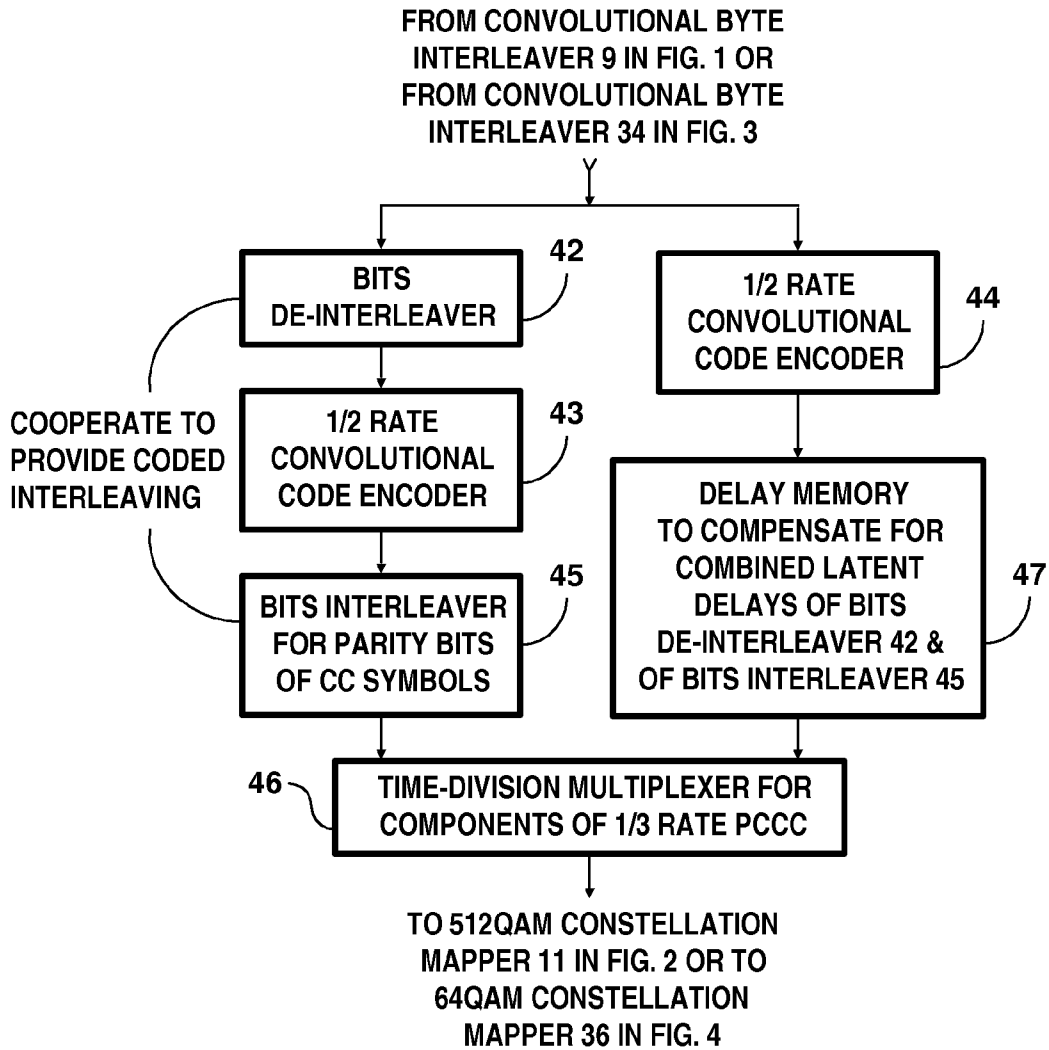 FROM CONVOLUTIONAL BYTE
INTERLEAVER 9 IN FIG. 1 OR
FROM CONVOLUTIONAL BYTE
INTERLEAVER 34 IN FIG. 3
BITS
DE-INTERLEAVER
42
1/2 RATE
CONVOLUTIONAL
CODE ENCODER
44
COOPERATE TO
PROVIDE CODED
INTERLEAVING
1/2 RATE
CONVOLUTIONAL
CODE ENCODER
43
BITS INTERLEAVER
FOR PARITY BITS
OF CC SYMBOLS
45
DELAY MEMORY
TO COMPENSATE FOR
COMBINED LATENT
DELAYS OF BITS
DE-INTERLEAVER 42 &
OF BITS INTERLEAVER 45
47
46
TIME-DIVISION MULTIPLEXER FOR
COMPONENTS OF 1/3 RATE PCCC
TO 512QAM CONSTELLATION
MAPPER 11 IN FIG. 2 OR TO
64QAM CONSTELLATION
MAPPER 36 IN FIG. 4